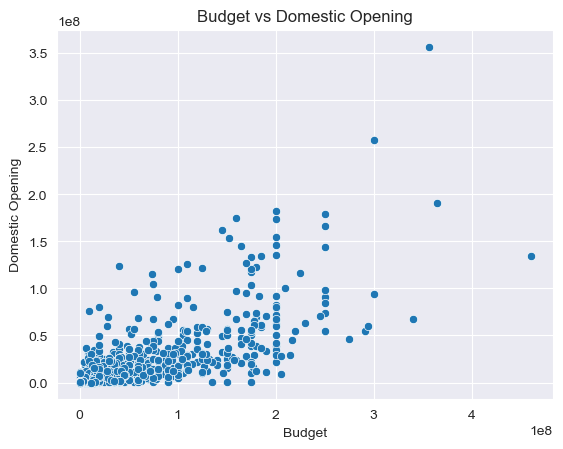 Budget vs Domestic Opening
1e8
3.5
3.0
2.5
2.0
1.5
1.0
0.5
0.0
Domestic Opening
0 1 2 3 4
1e8
Budget